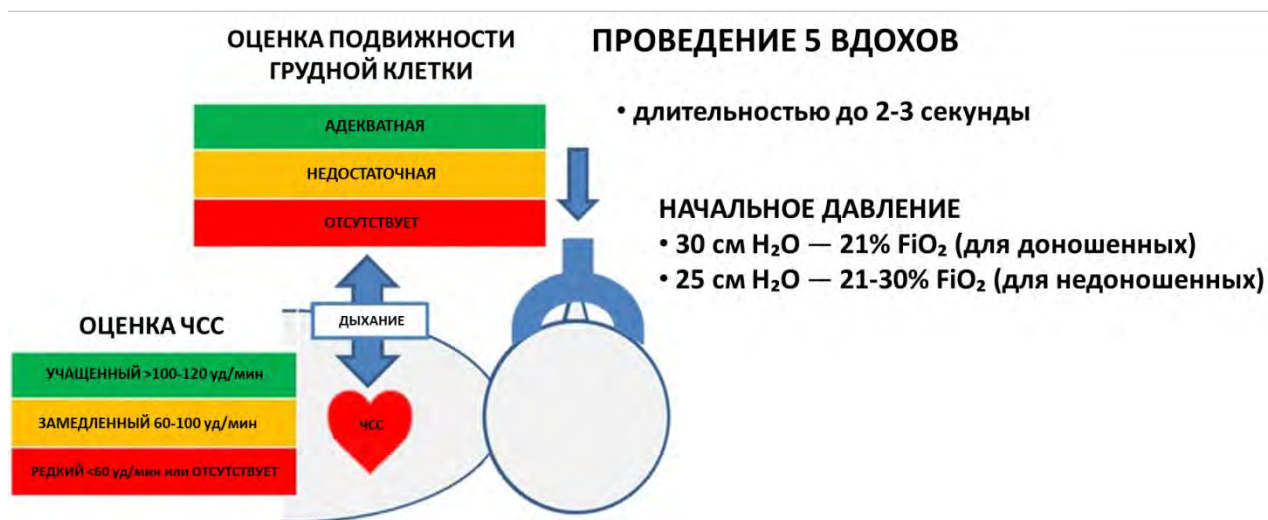 ОЦЕНКА ПОДВИЖНОСТИ
ГРУДНОЙ КЛЕТКИ
АДЕКВАТНАЯ
НЕДОСТАТОЧНАЯ
ОТСУТСТВУЕТ
ПРОВЕДЕНИЕ 5 ВДОХОВ
• длительностью до 2-3 секунды
НАЧАЛЬНОЕ ДАВЛЕНИЕ
• 30 см H₂O — 21% FiO₂ (для доношенных)
• 25 см H₂O — 21-30% FiO₂ (для недоношенных)
ДЫХАНИЕ
ОЦЕНКА ЧСС
УЧАЩЕННЫЙ >100-120 уд/мин
ЗАМЕДЛЕННЫЙ 60-100 уд/мин
РЕДКИЙ <60 уд/мин или ОТСУТСТВУЕТ
ЧСС